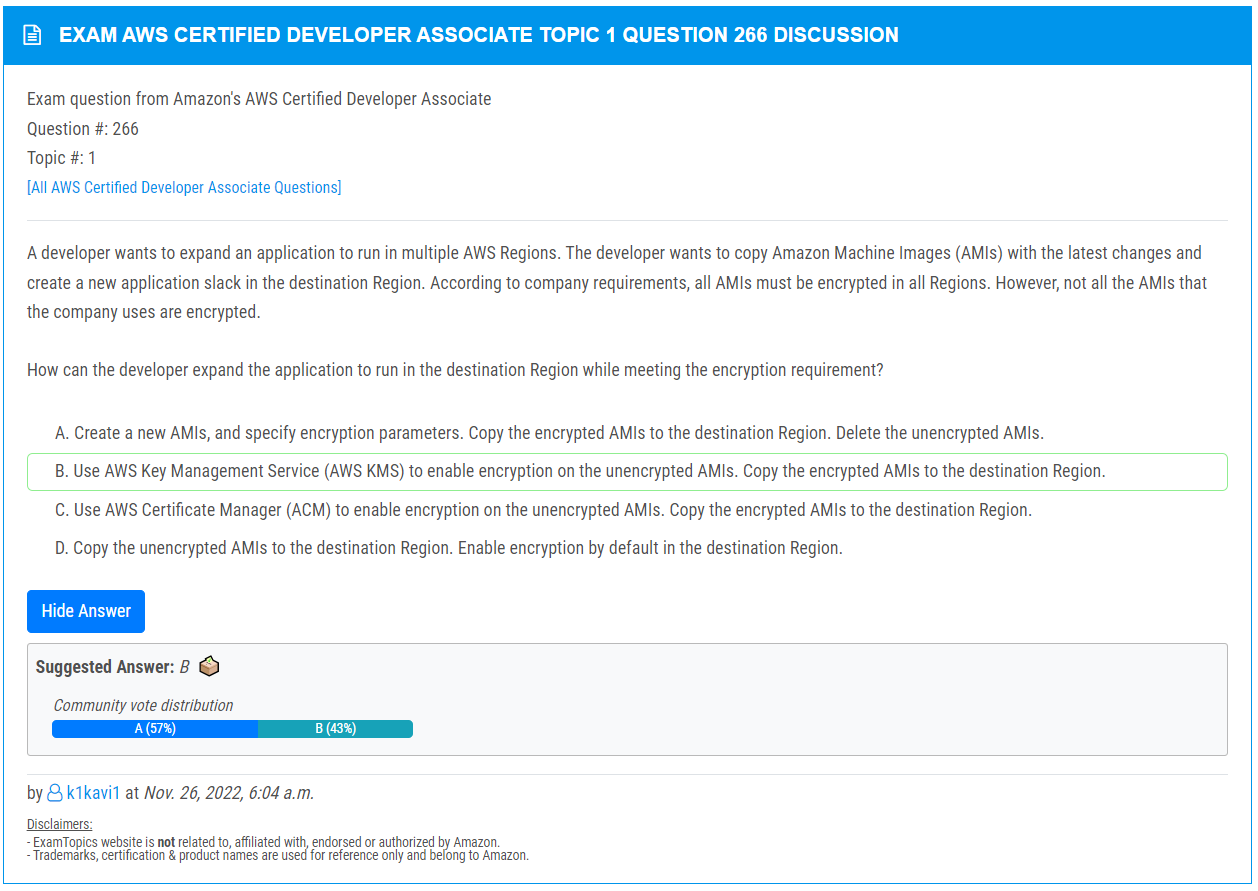 EXAM AWS CERTIFIED DEVELOPER ASSOCIATE TOPIC 1 QUESTION 266 DISCUSSION
Exam question from Amazon's AWS Certified Developer Associate
Question #: 266
Topic #: 1
[All AWS Certified Developer Associate Questions]
A developer wants to expand an application to run in multiple AWS Regions. The developer wants to copy Amazon Machine Images (AMIs) with the latest changes and
create a new application slack in the destination Region. According to company requirements, all AMIs must be encrypted in all Regions. However, not all the AMIs that
the company uses are encrypted.
How can the developer expand the application to run in the destination Region while meeting the encryption requirement?
A. Create a new AMIs, and specify encryption parameters. Copy the encrypted AMIs to the destination Region. Delete the unencrypted AMIs.
B. Use AWS Key Management Service (AWS KMS) to enable encryption on the unencrypted AMIs. Copy the encrypted AMIs to the destination Region.
C. Use AWS Certificate Manager (ACM) to enable encryption on the unencrypted AMIs. Copy the encrypted AMIs to the destination Region.
D. Copy the unencrypted AMIs to the destination Region. Enable encryption by default in the destination Region.
Hide Answer
Suggested Answer: B
Community vote distribution
A (57%) B (43%)
by k1kavi1 at Nov. 26, 2022, 6:04 a.m.
Disclaimers:
- ExamTopics website is not related to, affiliated with, endorsed or authorized by Amazon.
- Trademarks, certification & product names are used for reference only and belong to Amazon.